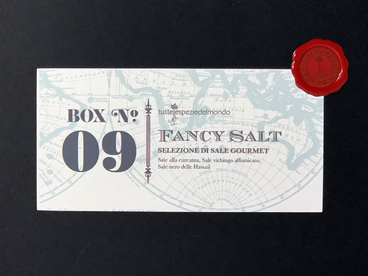 BOX Nº
09
tuttelespeziedelmondo
FANCY SALT
SELEZIONE DI SALE GOURMET
Sale alla curcuma, Sale vichingo affumicato,
Sale nero delle Hawaii